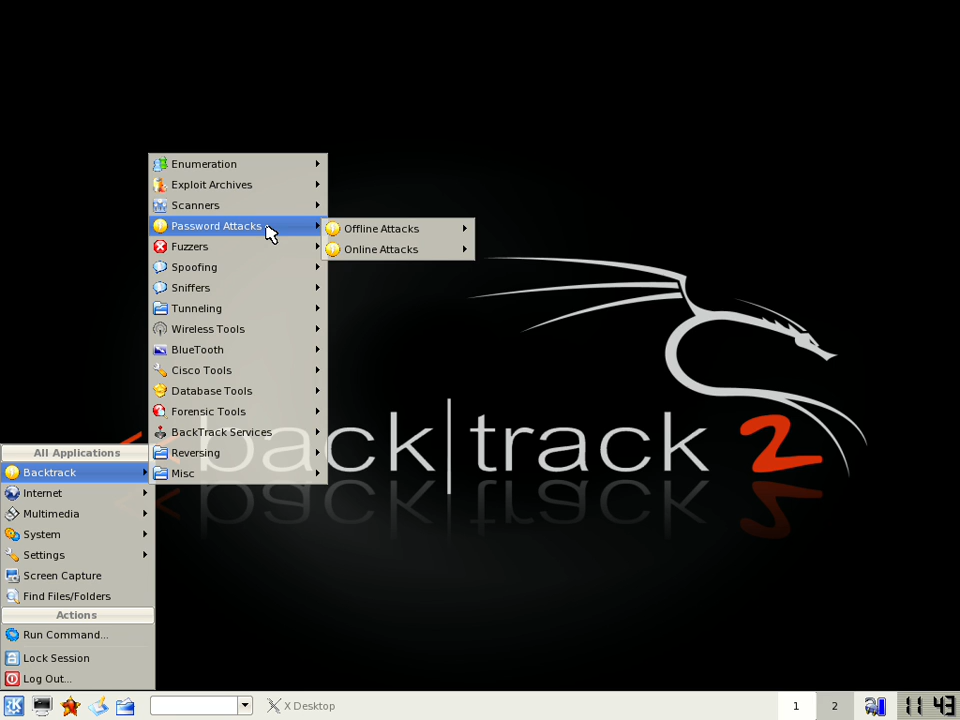 Enumeration
Exploit Archives
Scanners
Password Attacks
Offline Attacks
Online Attacks
Fuzzers
Spoofing
Sniffers
Tunneling
Wireless Tools
BlueTooth
Cisco Tools
Database Tools
Forensic Tools
BackTrack Services
Reversing
Misc
<< back|track 2
All Applications
Backtrack
Internet
Multimedia
System
Settings
Screen Capture
Find Files/Folders
Actions
Run Command...
Lock Session
Log Out...
X Desktop
1
2
11 43